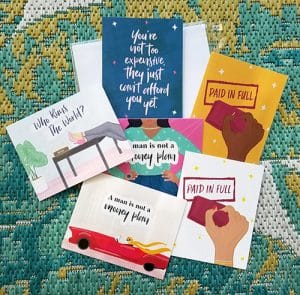 You're
not too
expensive,
they just
can't afford
you yet
PAID IN FULL
Who Runs
The World?
A man is not a
money plan
PAID IN FULL
A man is not a
money plan